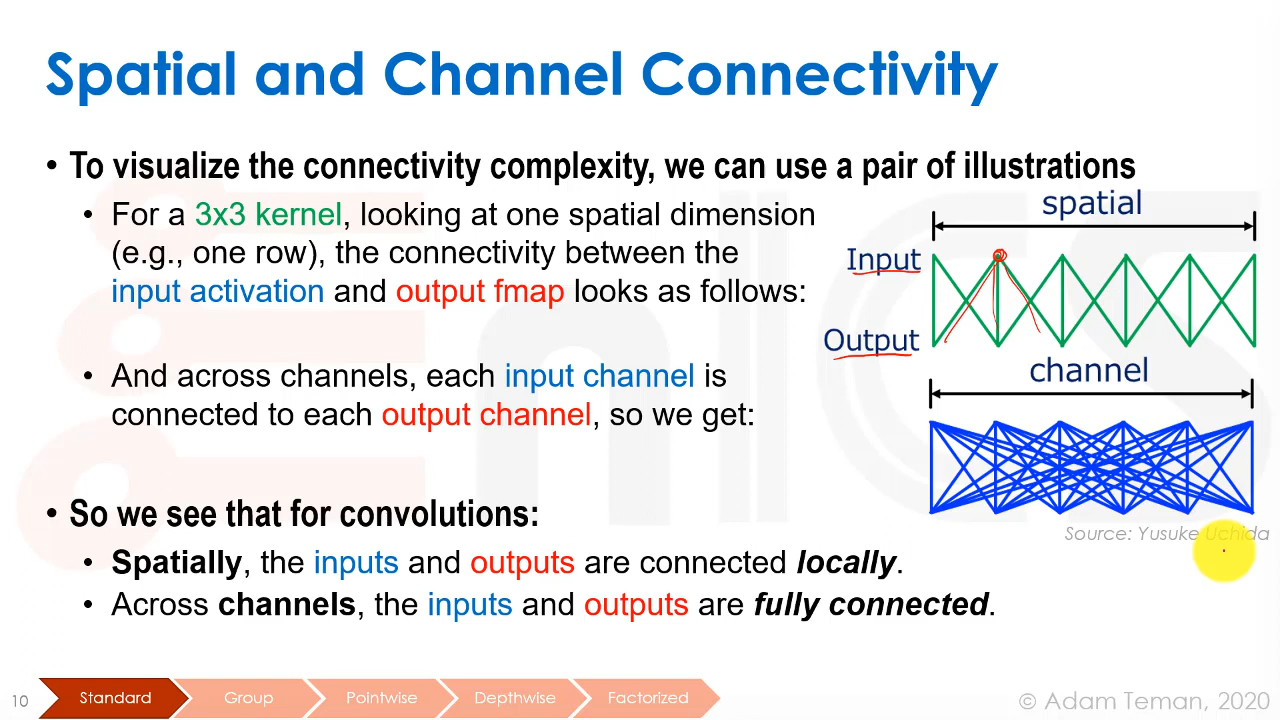 Spatial and Channel Connectivity
• To visualize the connectivity complexity, we can use a pair of illustrations
• For a 3x3 kernel, looking at one spatial dimension
(e.g., one row), the connectivity between the
input activation and output fmap looks as follows:
spatial
Input
Output
• And across channels, each input channel is
connected to each output channel, so we get:
channel
Source: Yusuke Uchida
• So we see that for convolutions:
• Spatially, the inputs and outputs are connected locally.
• Across channels, the inputs and outputs are fully connected.
10
Standard
Group
Pointwise
Depthwise
Factorized
© Adam Teman, 2020